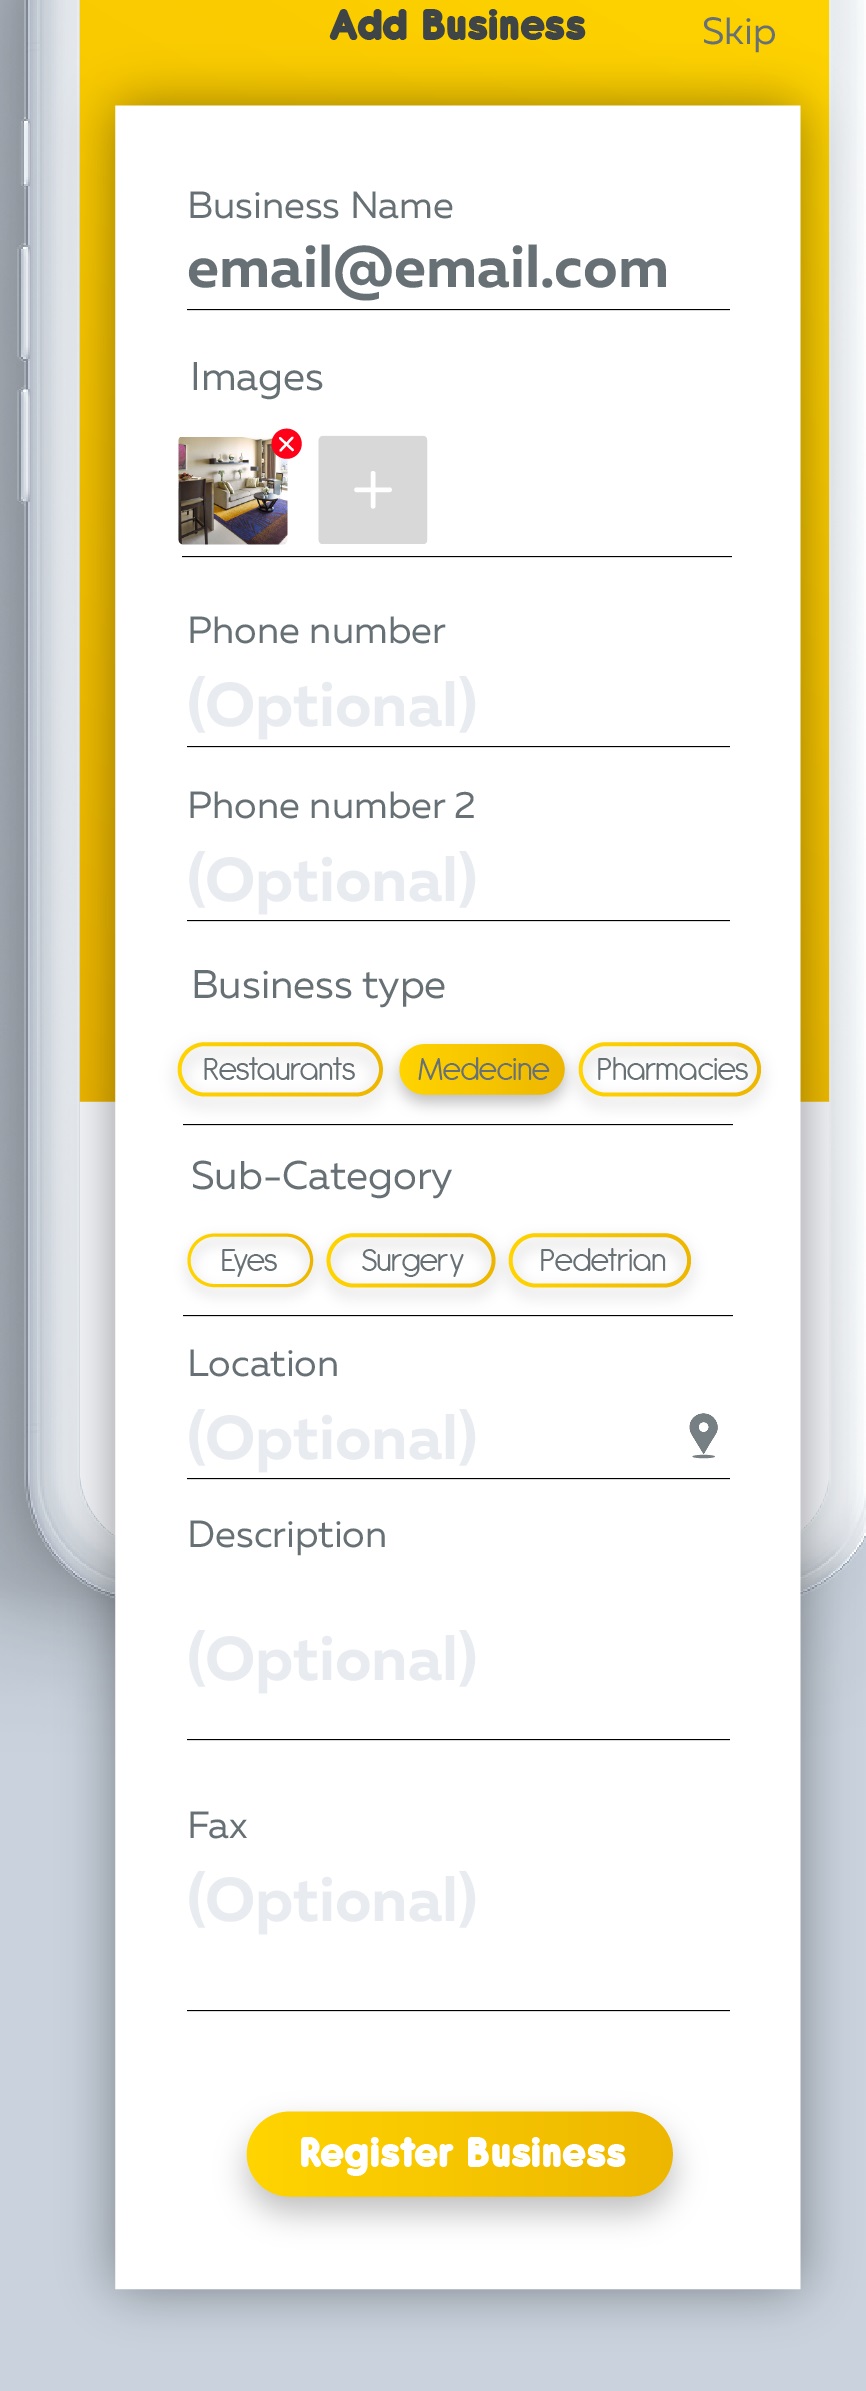 Add Business
Skip
Business Name
email@email.com
Images
Phone number
(Optional)
Phone number 2
(Optional)
Business type
Restaurants Medecine Pharmacies
Sub-Category
Eyes Surgery Pedetrian
Location
(Optional)
Description
(Optional)
Fax
(Optional)
Register Business